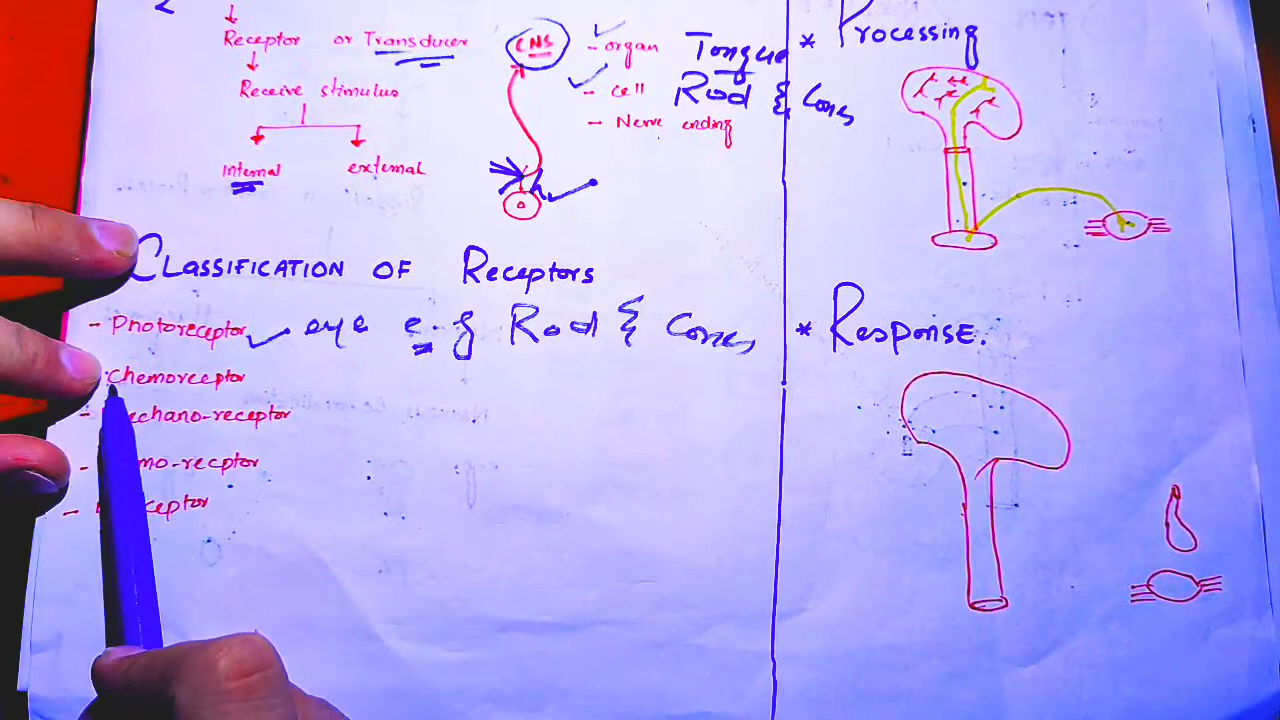 Receptor or Transducer
Receive stimulus
Internal external
CNS
- organ Tongue
- Cell Rod & Cones
- Nerve ending
* Processing
CLASSIFICATION OF Receptors
- Photoreceptor eye e.g Rod & Cones
Chemoreceptor
- echano-receptor
- mo-recptor
- ceptor
* RESPONSE.